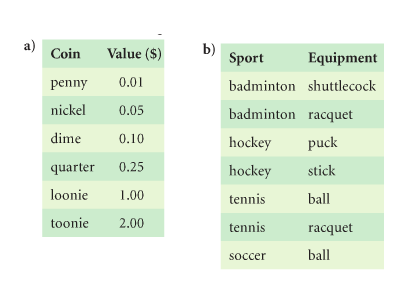 a)
Coin Value ($)
penny 0.01
nickel 0.05
dime 0.10
quarter 0.25
loonie 1.00
toonie 2.00
b)
Sport Equipment
badminton shuttlecock
badminton racquet
hockey puck
hockey stick
tennis ball
tennis racquet
soccer ball